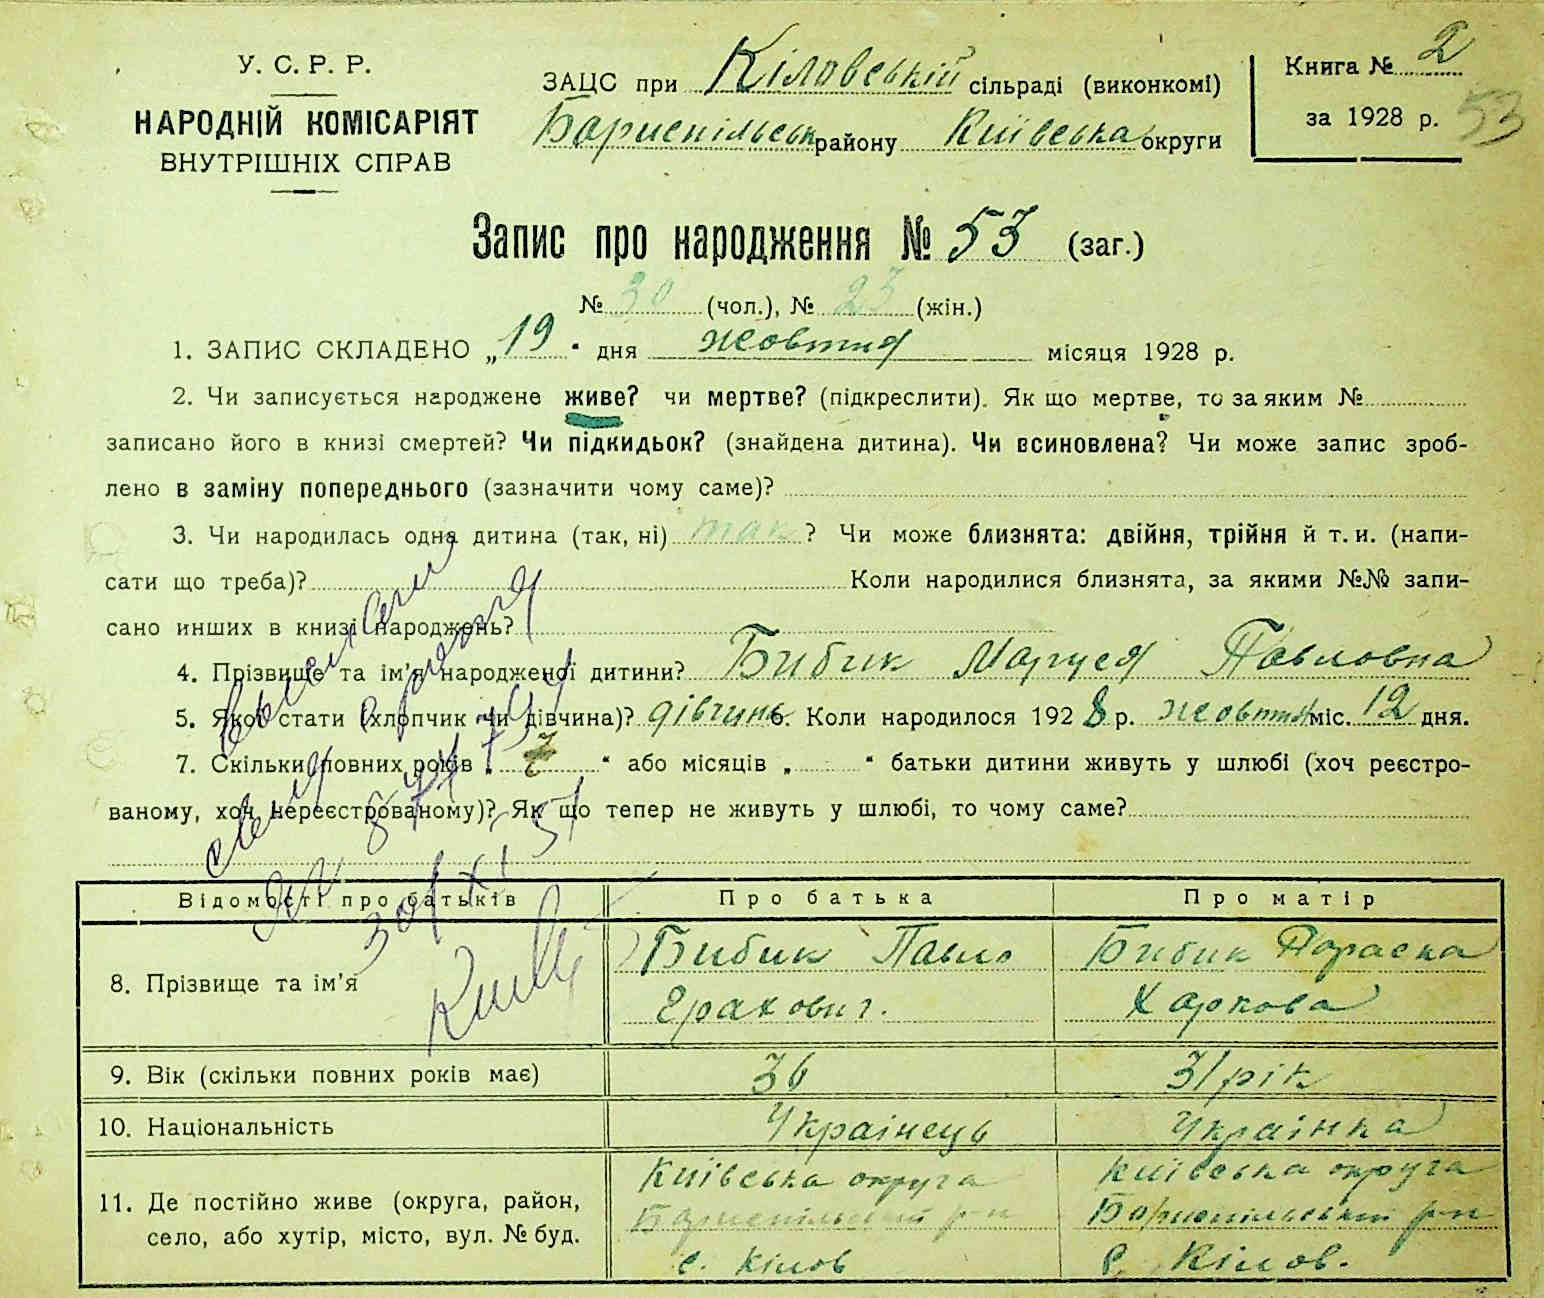 У. С. Р. Р.
НАРОДНІЙ КОМІСАРІЯТ
ВНУТРІШНІХ СПРАВ
ЗАЦС при Кіловській сільраді (виконкомі)
Бориспільськ району Київська округи
Книга № 2
за 1928 р. 53
Запис про народження № 53 (заг.)
№ 30 (чол.), № 23 (жін.)
1. ЗАПИС СКЛАДЕНО „19“ дня жовтня місяця 1928 р.
2. Чи записується народжене живе? чи мертве? (підкреслити). Як що мертве, то за яким №
записано його в книзі смертей? Чи підкидьок? (знайдена дитина). Чи всиновлена? Чи може запис зроб-
лено в заміну попереднього (зазначити чому саме)?
3. Чи народилась одна дитина (так, ні) так ? Чи може близнята: двійня, трійня й т. и. (напи-
сати що треба)? Коли народилися близнята, за якими №№ запи-
сано инших в книзі народжень?
4. Прізвище та ім'я народженої дитини? Бибик Маруся Павловна
5. Якої стати (хлопчик чи дівчина)? дівчина 6. Коли народилося 1928 р. жовтня міс. 12 дня.
7. Скільки повних років „7“ або місяців „ “ батьки дитини живуть у шлюбі (хоч реєстро-
ваному, хоч нереєстрованому)? Як що тепер не живуть у шлюбі, то чому саме?
Відомості про батьків Про батька Про матір
8. Прізвище та ім'я Бибик Павло Бибик Параска
Ерахович. Харкова
9. Вік (скільки повних років має) 36 31 рік
10. Національність Українець Українка
11. Де постійно живе (округа, район,
село, або хутір, місто, вул. № буд.
Київська округа Київська округа
Бориспільський р-н Бориспільський р-н
с. Кілов с. Кілов.
30/XI 51